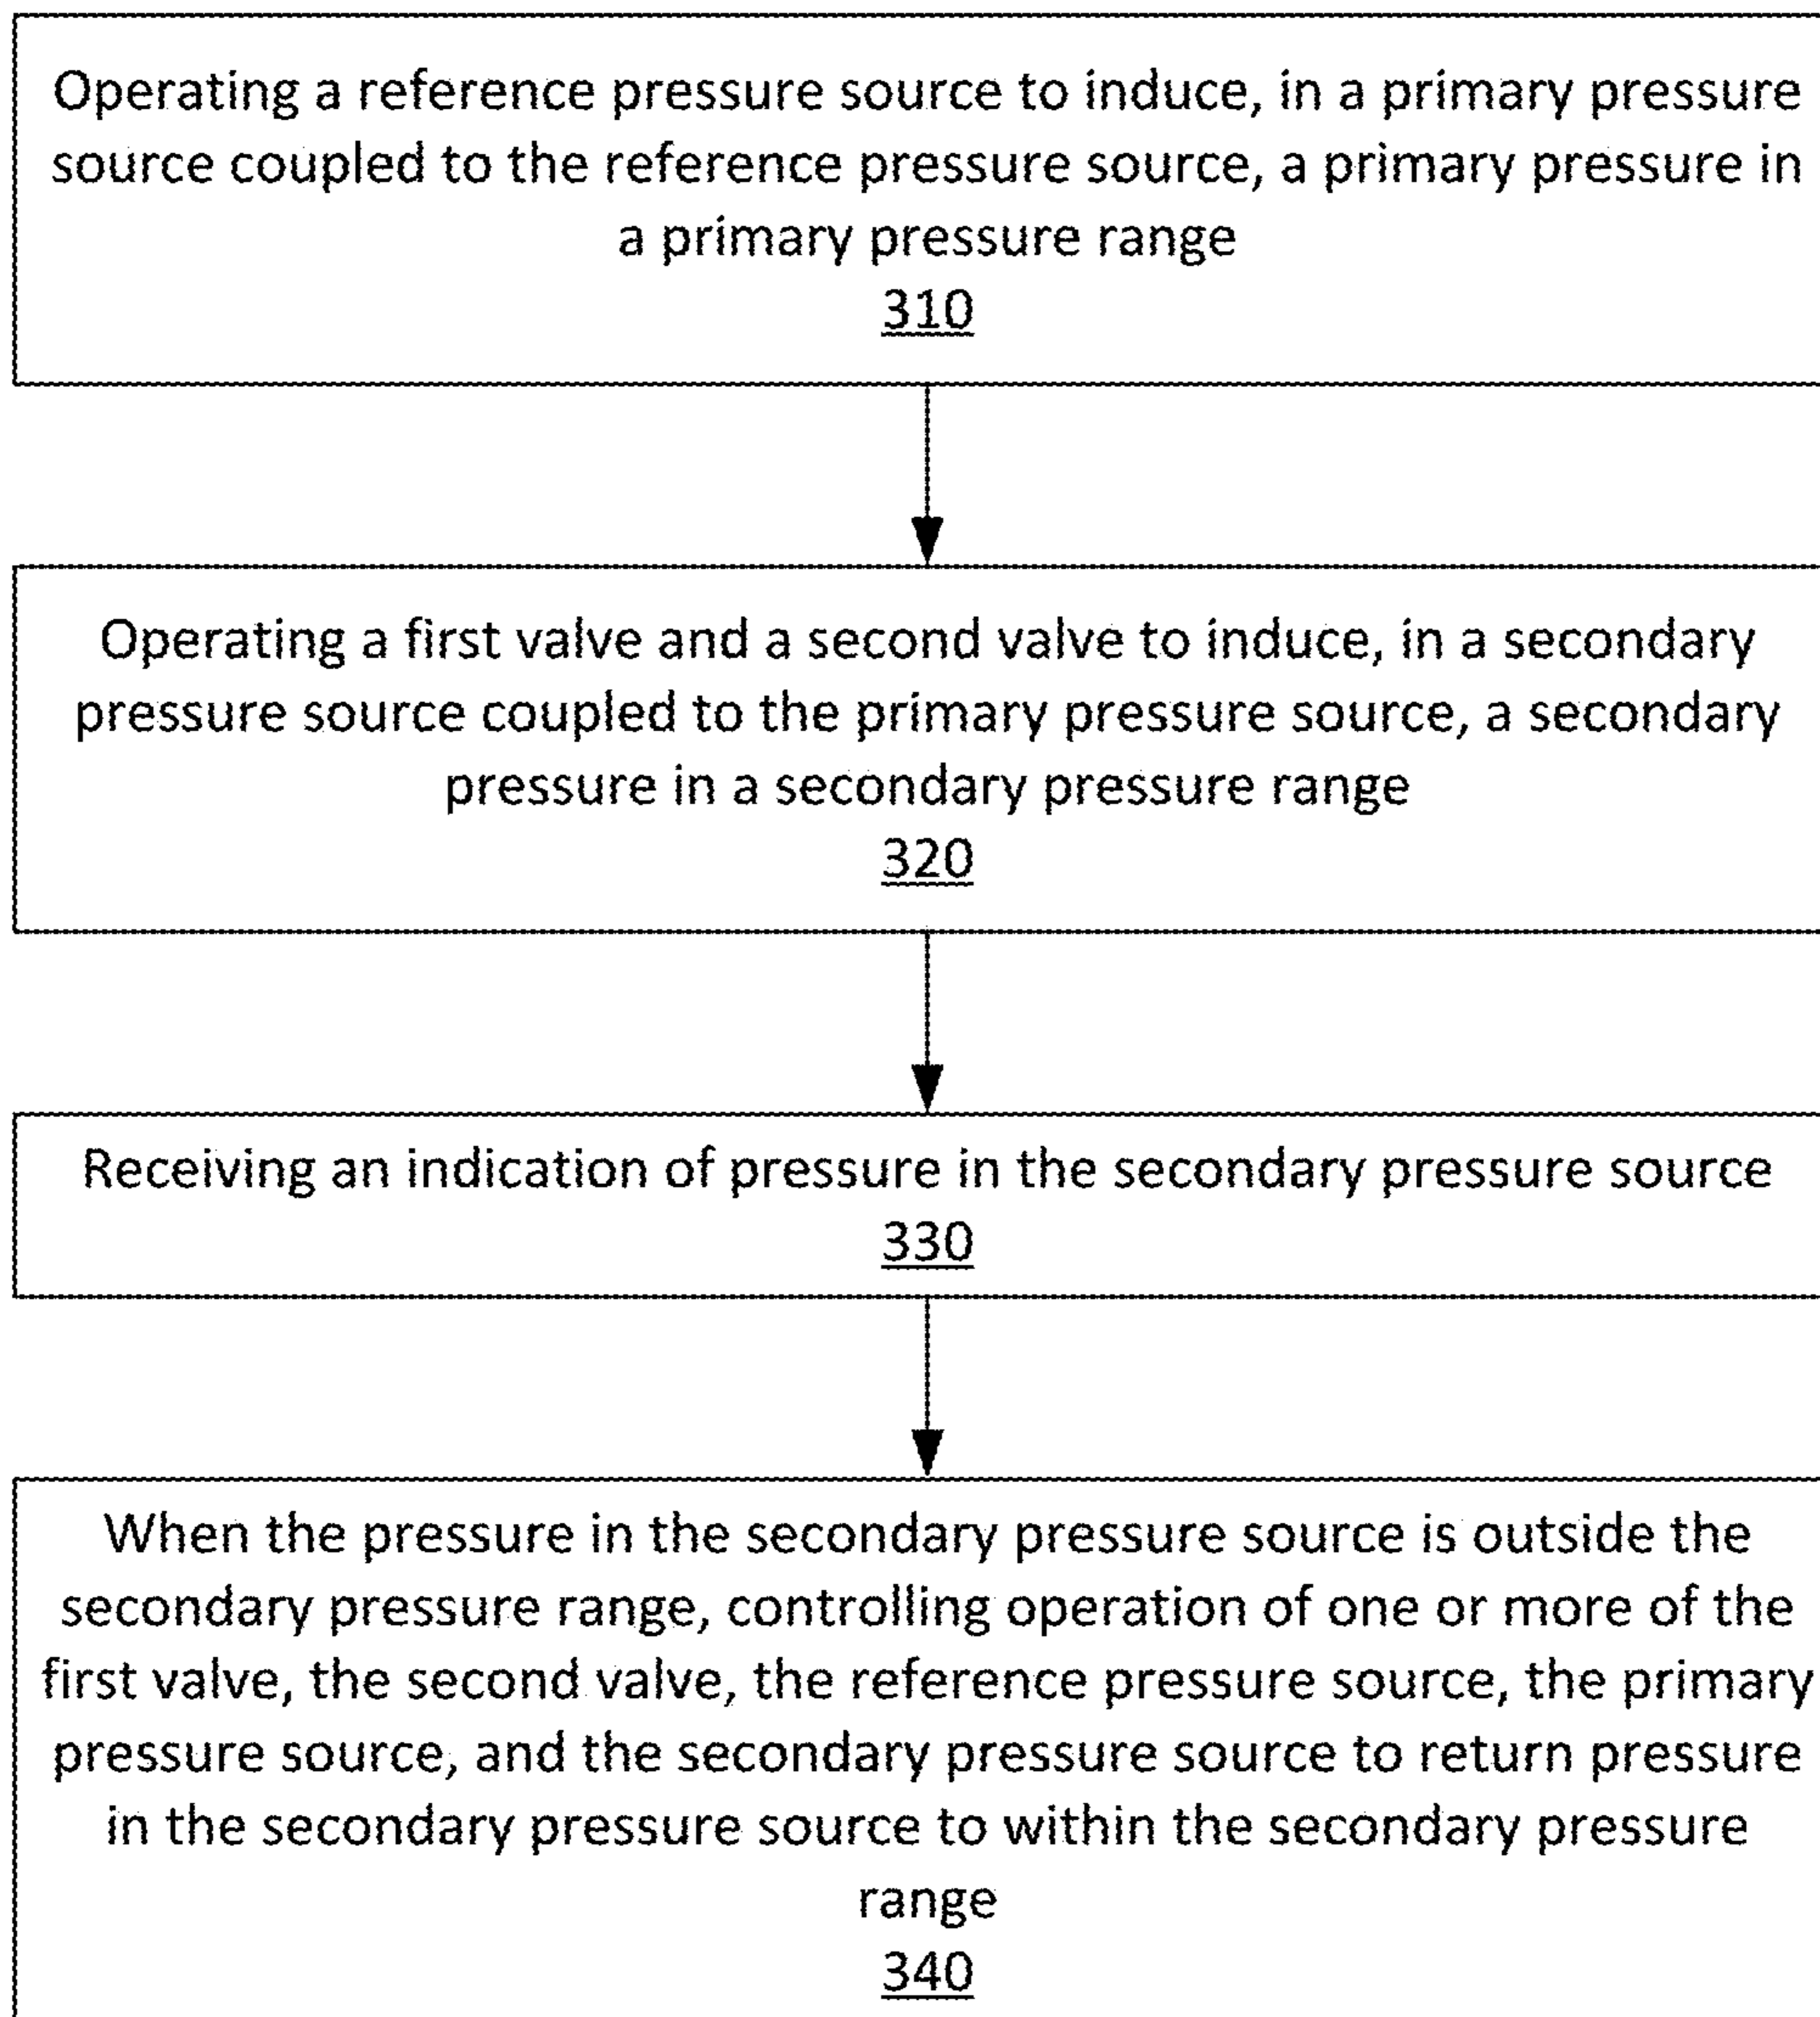 Operating a reference pressure source to induce, in a primary pressure
source coupled to the reference pressure source, a primary pressure in
a primary pressure range
310
Operating a first valve and a second valve to induce, in a secondary
pressure source coupled to the primary pressure source, a secondary
pressure in a secondary pressure range
320
Receiving an indication of pressure in the secondary pressure source
330
When the pressure in the secondary pressure source is outside the
secondary pressure range, controlling operation of one or more of the
first valve, the second valve, the reference pressure source, the primary
pressure source, and the secondary pressure source to return pressure
in the secondary pressure source to within the secondary pressure
range
340